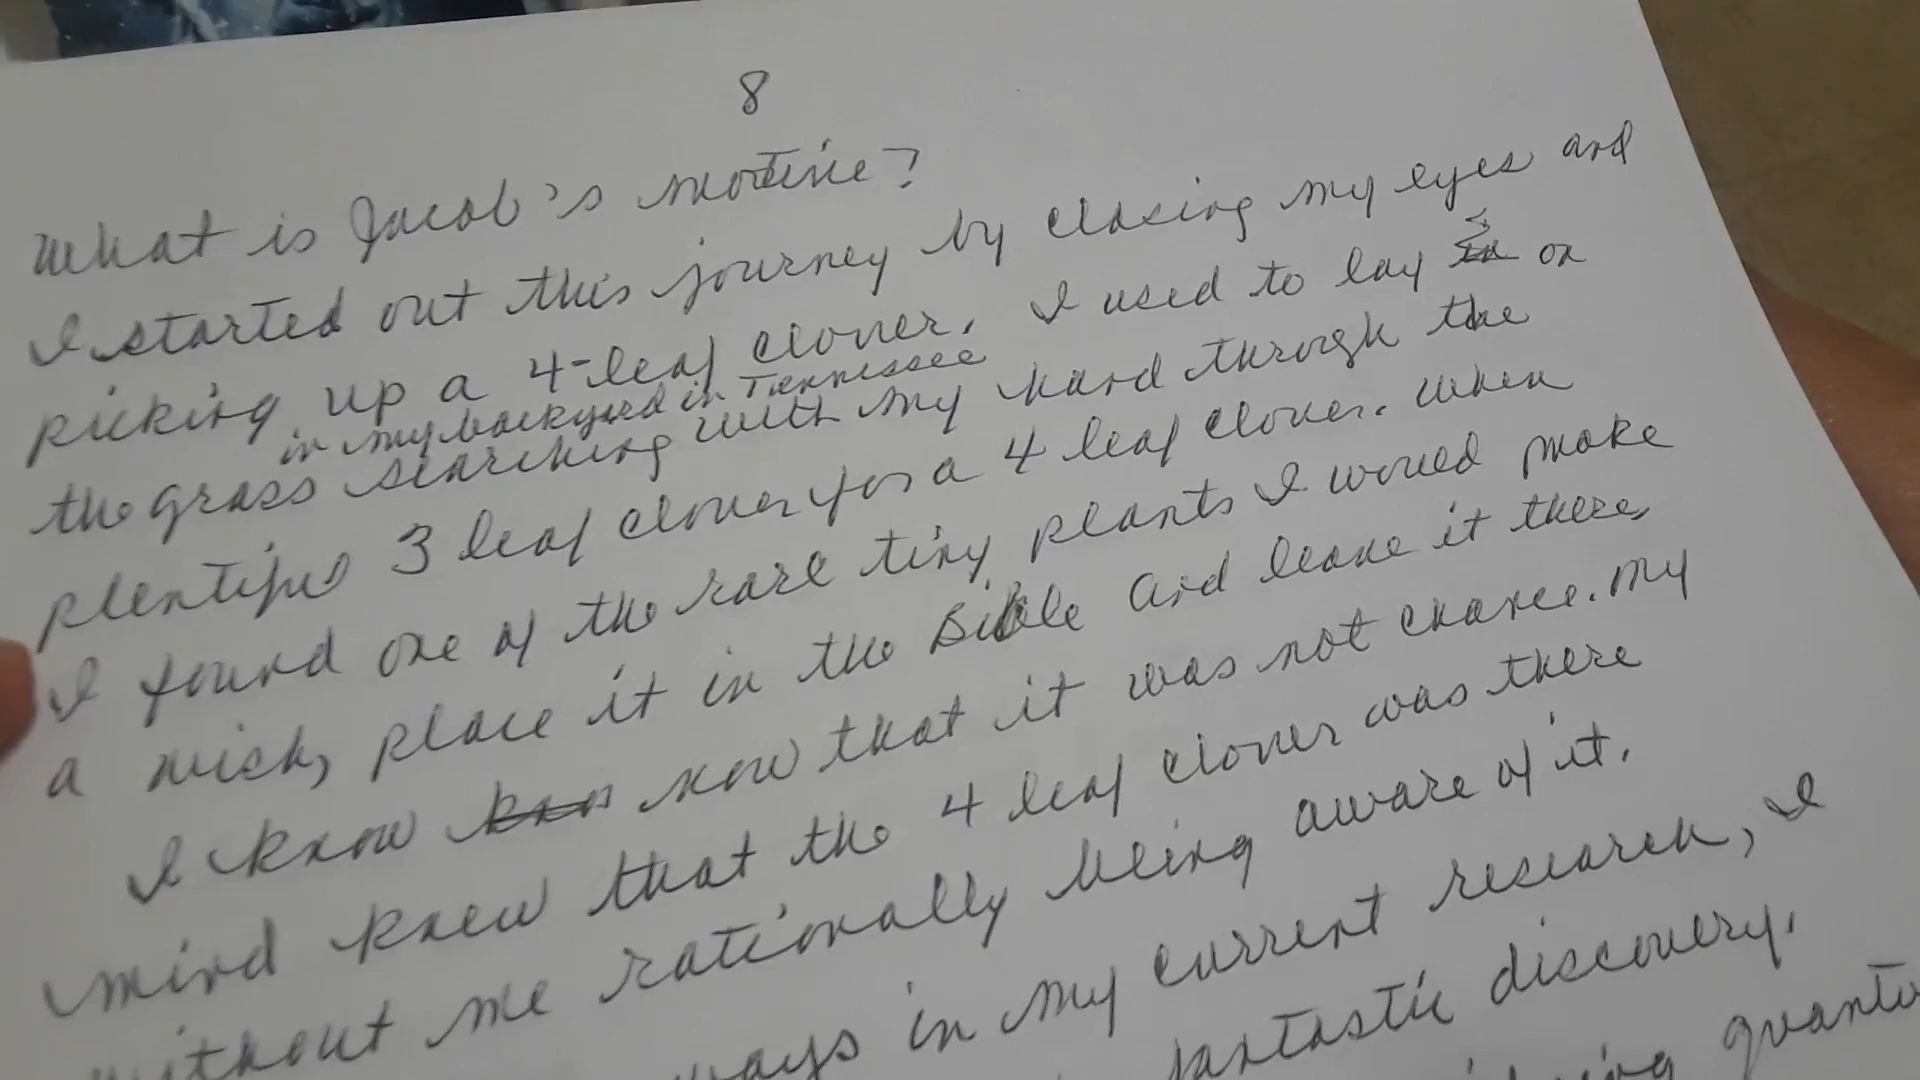 8
What is Jacob's motive?
I started out this journey by closing my eyes and
picking up a 4-leaf clover. I used to lay in or
in my backyard in Tennessee
the grass searching with my hand through the
plentiful 3 leaf clover for a 4 leaf clover. When
I found one of the rare tiny plants I would make
a wish, place it in the Bible and leave it there.
I know now that it was not chance. My
mind knew that the 4 leaf clover was there
without me rationally being aware of it.
ways in my current research, I
fantastic discovery.